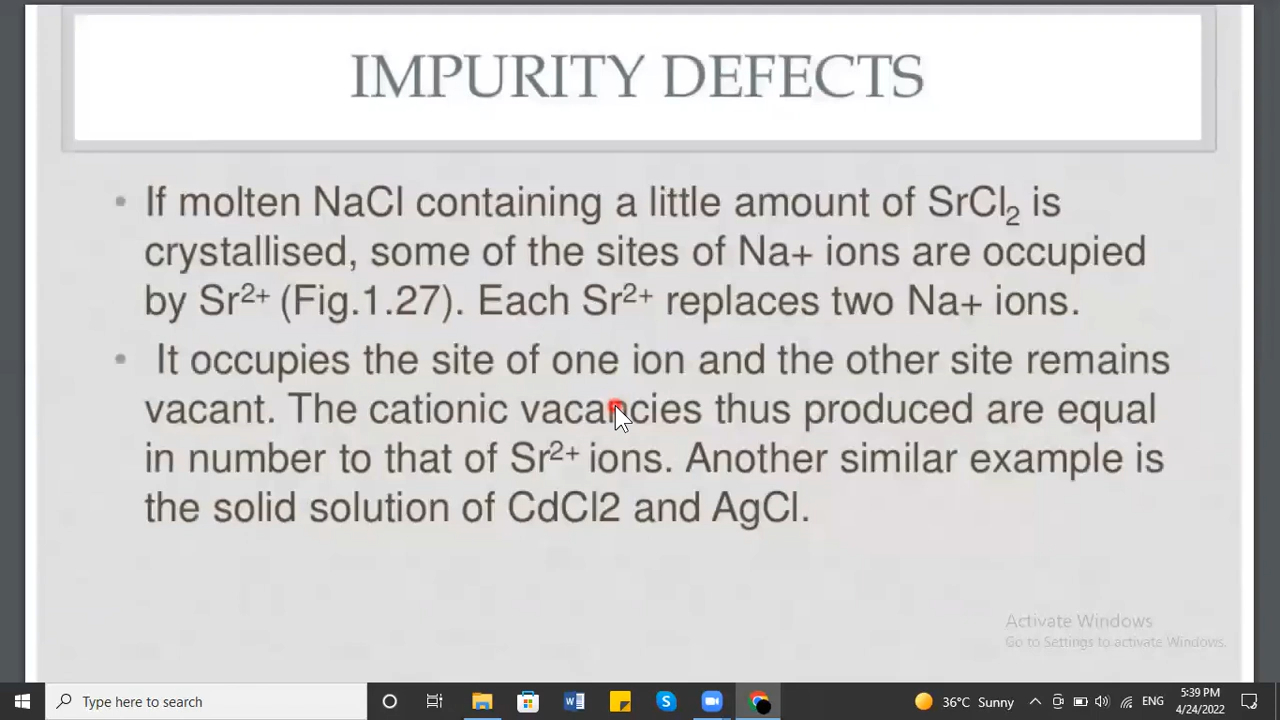 IMPURITY DEFECTS
• If molten NaCl containing a little amount of SrCl₂ is
crystallised, some of the sites of Na+ ions are occupied
by Sr²⁺ (Fig.1.27). Each Sr²⁺ replaces two Na+ ions.
• It occupies the site of one ion and the other site remains
vacant. The cationic vacancies thus produced are equal
in number to that of Sr²⁺ ions. Another similar example is
the solid solution of CdCl2 and AgCl.
Activate Windows
Go to Settings to activate Windows.
Type here to search
36°C Sunny
ENG
5:39 PM
4/24/2022